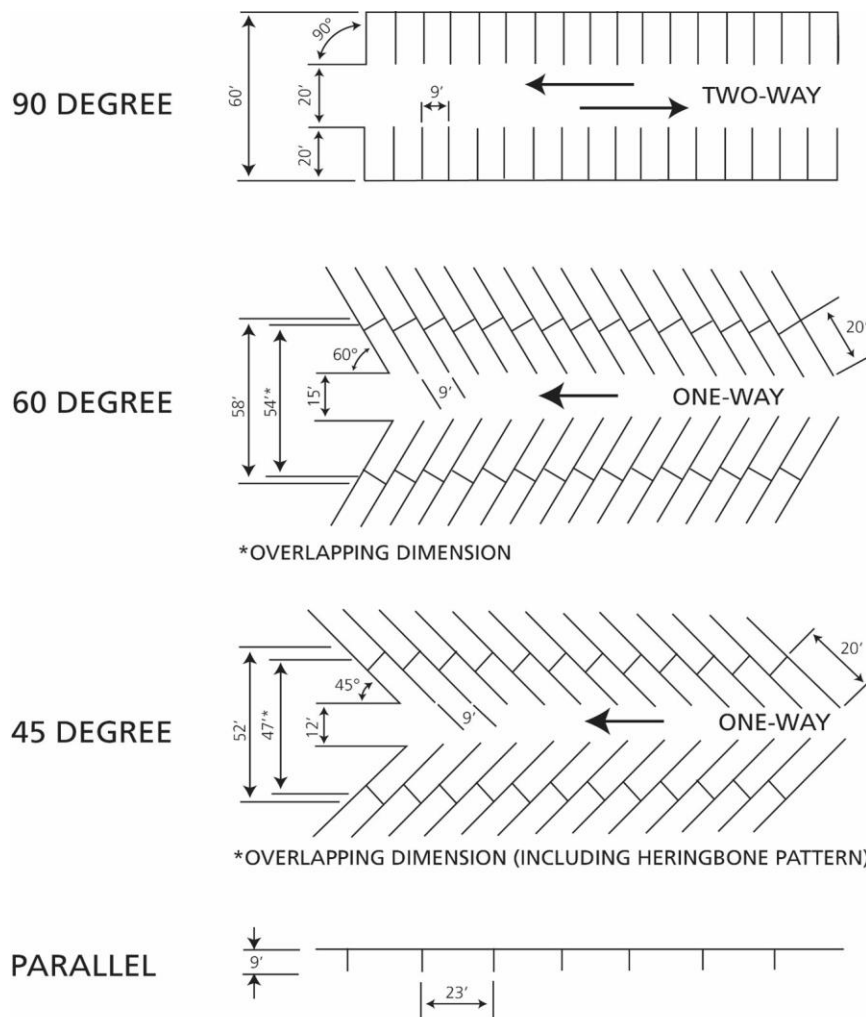 90 DEGREE
60'
90°
20'
20'
9'
TWO-WAY
60 DEGREE
58'
54'*
60°
15'
9'
ONE-WAY
20'
*OVERLAPPING DIMENSION
45 DEGREE
52'
47'*
45°
12'
9'
ONE-WAY
20'
*OVERLAPPING DIMENSION (INCLUDING HERINGBONE PATTERN)
PARALLEL
9'
23'